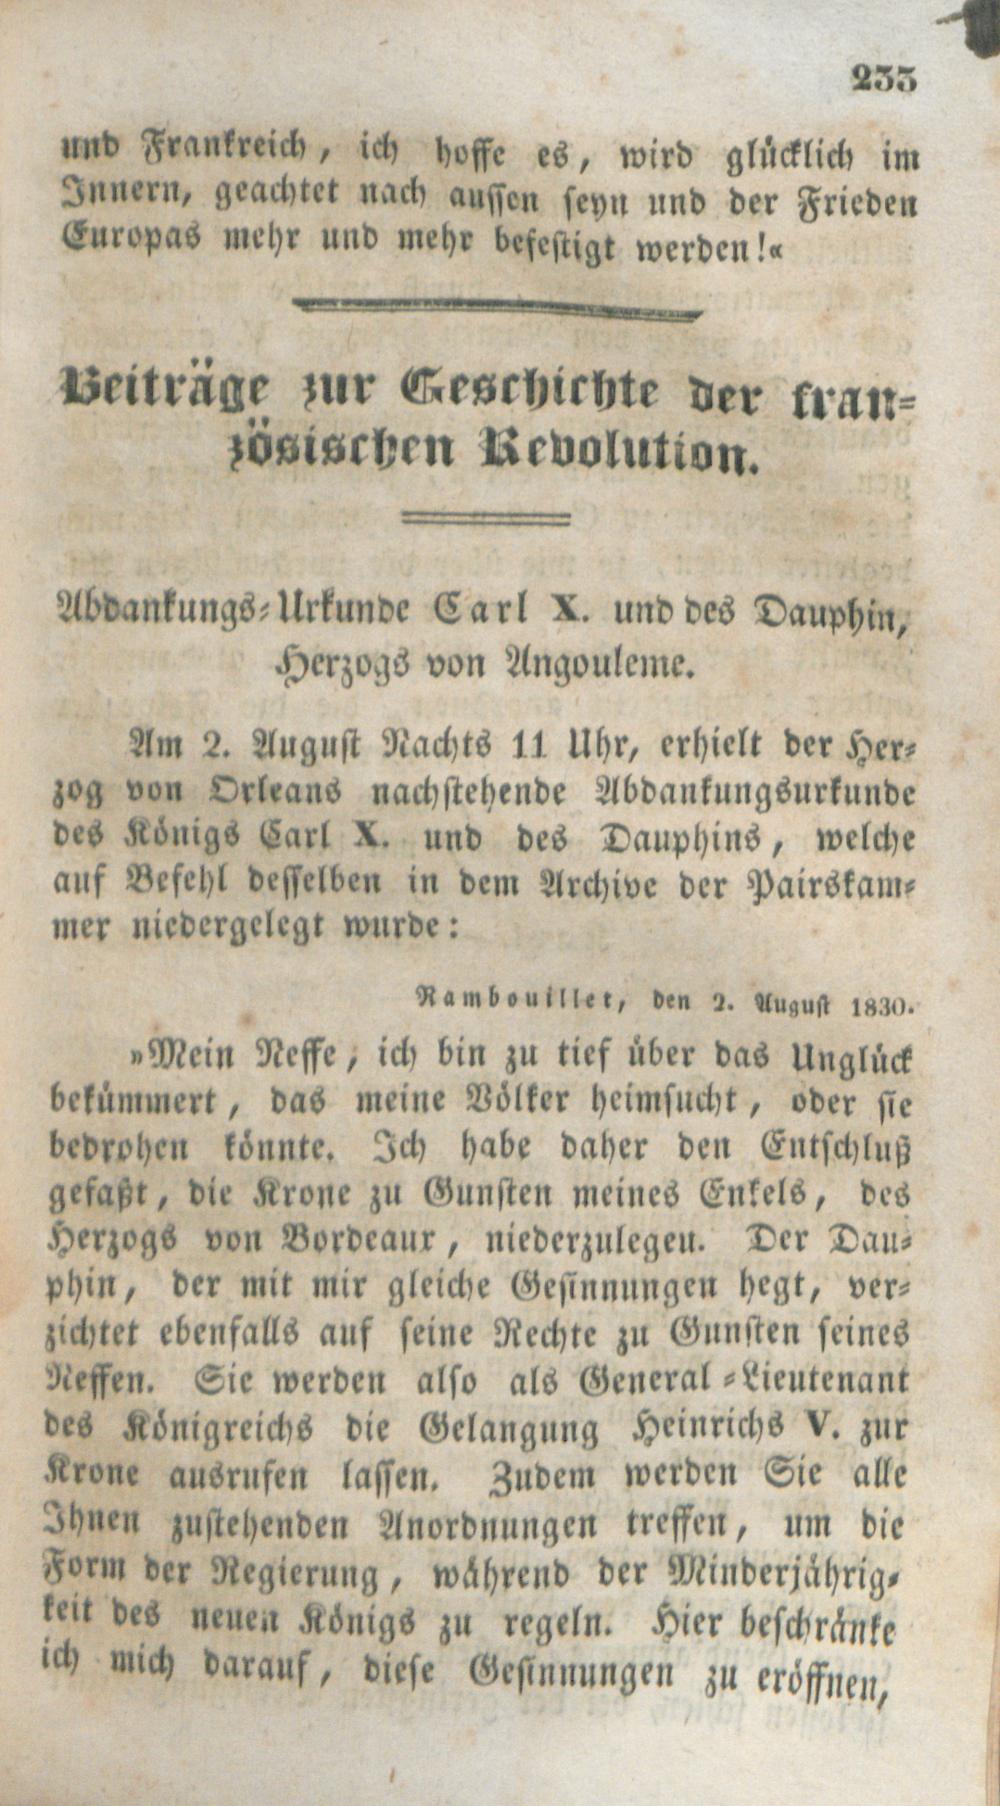 233
und Frankreich, ich hoffe es, wird glücklich im
Innern, geachtet nach aussen seyn und der Frieden
Europas mehr und mehr befestigt werden!«
Beiträge zur Geschichte der fran-
zösischen Revolution.
Abdankungs-Urkunde Carl X. und des Dauphin,
Herzogs von Angouleme.
Am 2. August Nachts 11 Uhr, erhielt der Her-
zog von Orleans nachstehende Abdankungsurkunde
des Königs Carl X. und des Dauphins, welche
auf Befehl desselben in dem Archive der Pairskam-
mer niedergelegt wurde:
Rambouillet, den 2. August 1830.
»Mein Neffe, ich bin zu tief über das Unglück
bekümmert, das meine Völker heimsucht, oder sie
bedrohen könnte. Ich habe daher den Entschluß
gefaßt, die Krone zu Gunsten meines Enkels, des
Herzogs von Bordeaux, niederzulegen. Der Dau-
phin, der mit mir gleiche Gesinnungen hegt, ver-
zichtet ebenfalls auf seine Rechte zu Gunsten seines
Neffen. Sie werden also als General-Lieutenant
des Königreichs die Gelangung Heinrichs V. zur
Krone ausrufen lassen. Zudem werden Sie alle
Ihnen zustehenden Anordnungen treffen, um die
Form der Regierung, während der Minderjährig-
keit des neuen Königs zu regeln. Hier beschränke
ich mich darauf, diese Gesinnungen zu eröffnen,